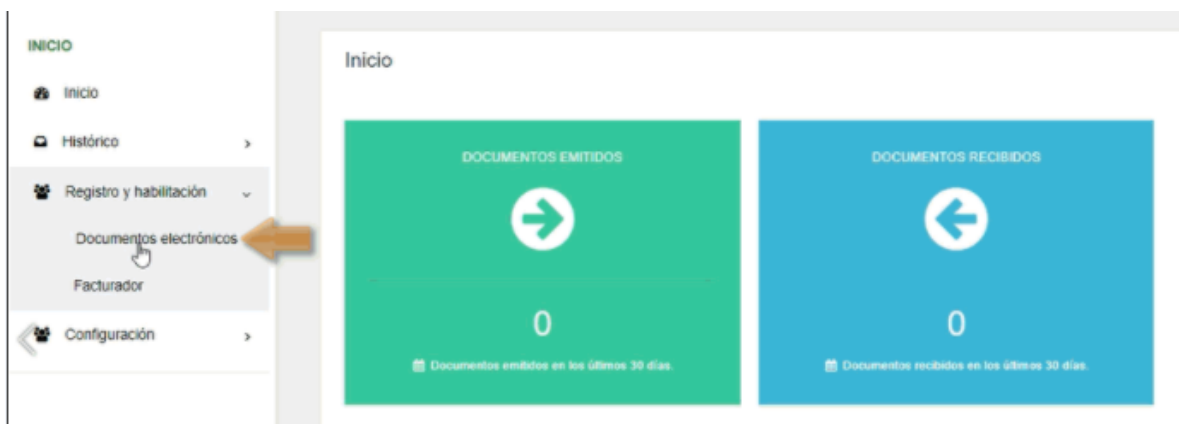 INICIO
Inicio
Histórico
Registro y habilitación
Documentos electrónicos
Facturador
Configuración
Inicio
DOCUMENTOS EMITIDOS
0
Documentos emitidos en los últimos 30 días.
DOCUMENTOS RECIBIDOS
0
Documentos recibidos en los últimos 30 días.